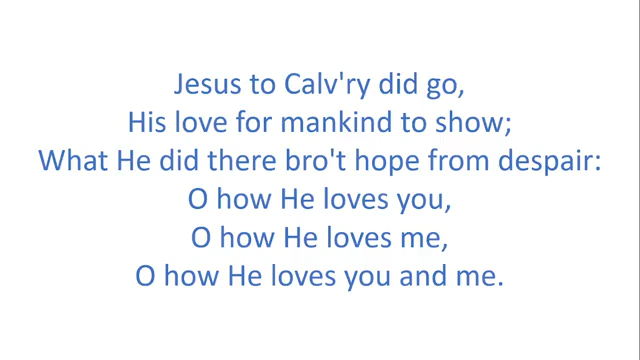 Jesus to Calv'ry did go,
His love for mankind to show;
What He did there bro't hope from despair:
O how He loves you,
O how He loves me,
O how He loves you and me.